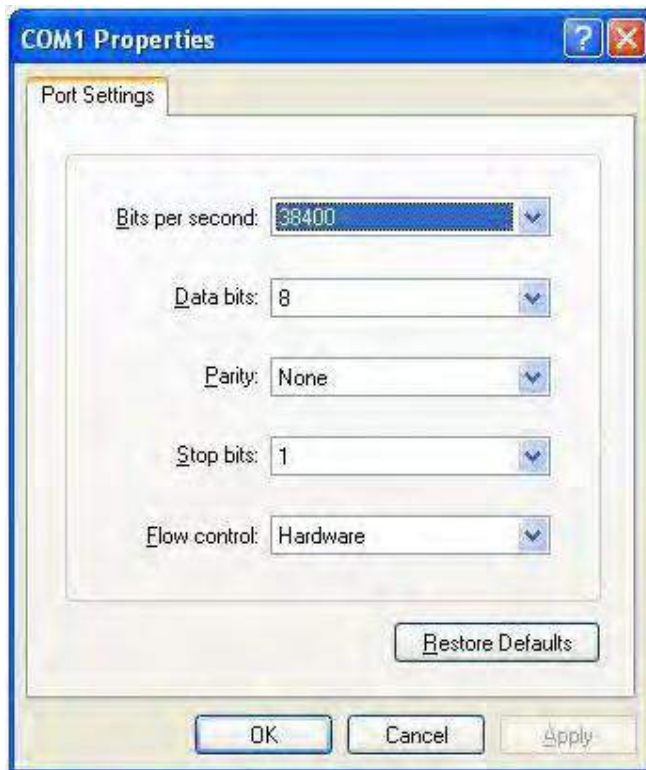 COM1 Properties
Port Settings
Bits per second: 38400
Data bits: 8
Parity: None
Stop bits: 1
Flow control: Hardware
Restore Defaults
OK Cancel Apply